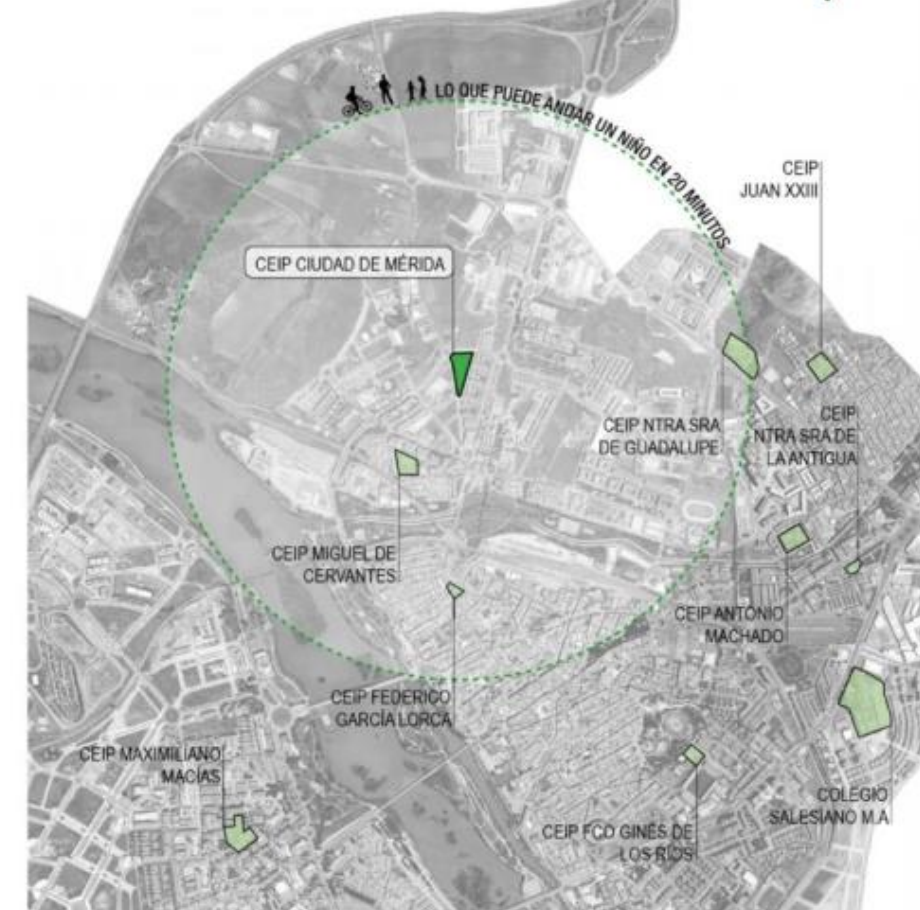 LO QUE PUEDE ANDAR UN NIÑO EN 20 MINUTOS
CEIP
JUAN XXIII
CEIP CIUDAD DE MÉRIDA
CEIP NTRA SRA
DE GUADALUPE
CEIP
NTRA SRA DE
LA ANTIGUA
CEIP MIGUEL DE
CERVANTES
CEIP ANTONIO
MACHADO
CEIP FEDERICO
GARCÍA LORCA
CEIP MAXIMILIANO
MACÍAS
COLEGIO
SALESIANO M.A
CEIP FCO GINÉS DE
LOS RÍOS